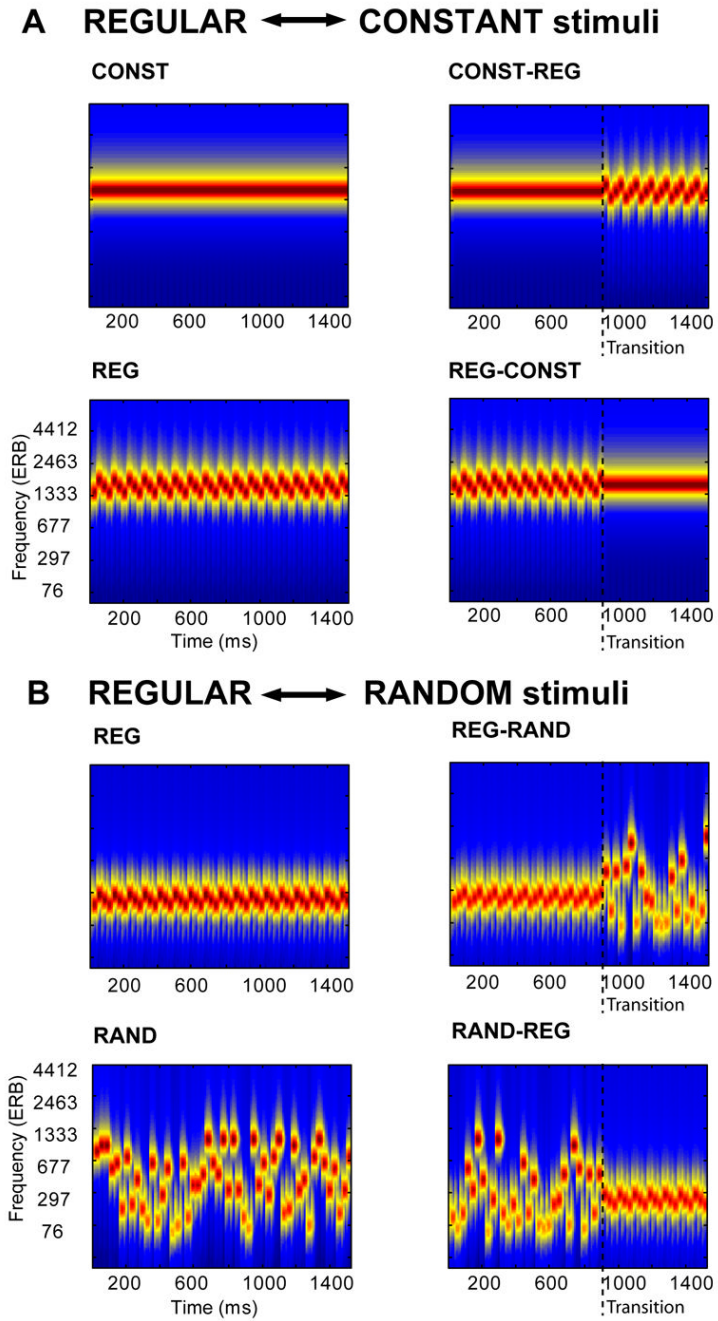 A REGULAR ⟷ CONSTANT stimuli
CONST
CONST-REG
200 600 1000 1400
200 600 1000 1400
Transition
REG
REG-CONST
Frequency (ERB)
4412
2463
1333
677
297
76
200 600 1000 1400
Time (ms)
200 600 1000 1400
Transition
B REGULAR ⟷ RANDOM stimuli
REG
REG-RAND
200 600 1000 1400
200 600 1000 1400
Transition
RAND
RAND-REG
Frequency (ERB)
4412
2463
1333
677
297
76
200 600 1000 1400
Time (ms)
200 600 1000 1400
Transition